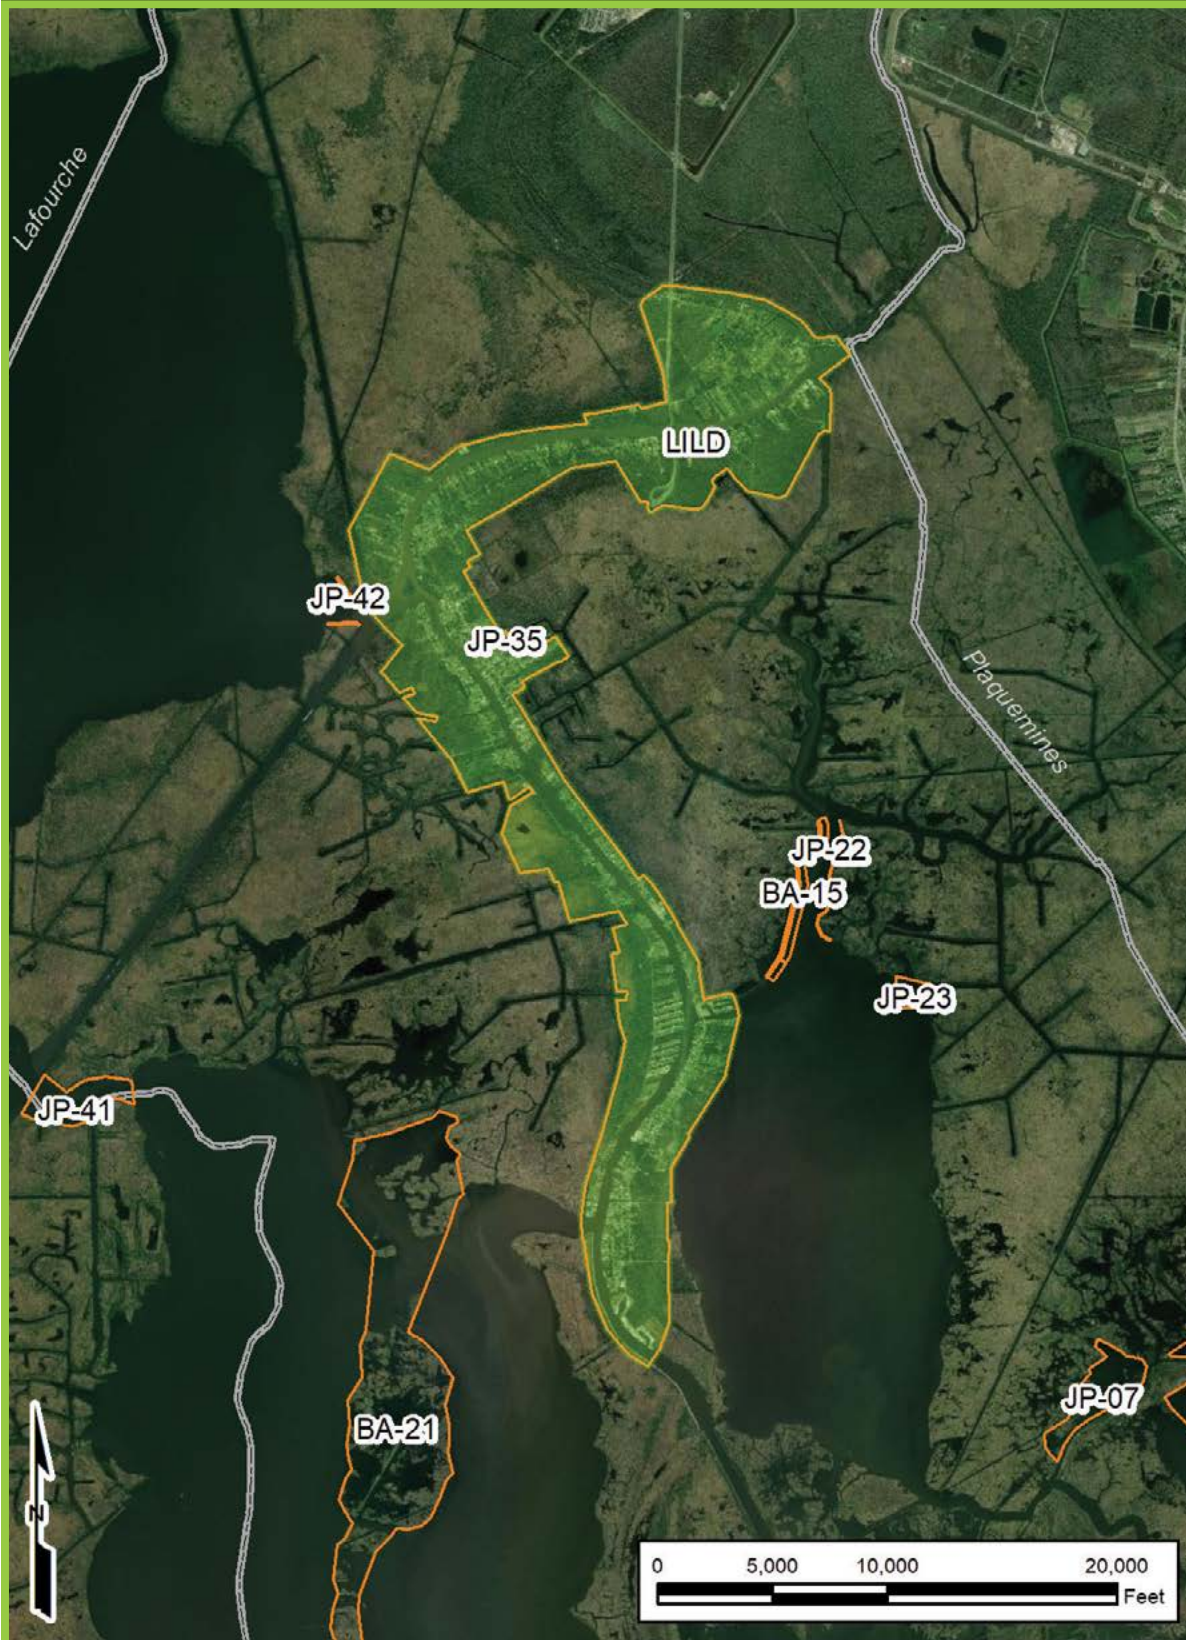 Lafourche
LILD
JP-42
JP-35
Plaquemines
JP-22
BA-15
JP-23
JP-41
JP-07
BA-21
N
0 5,000 10,000 20,000
Feet